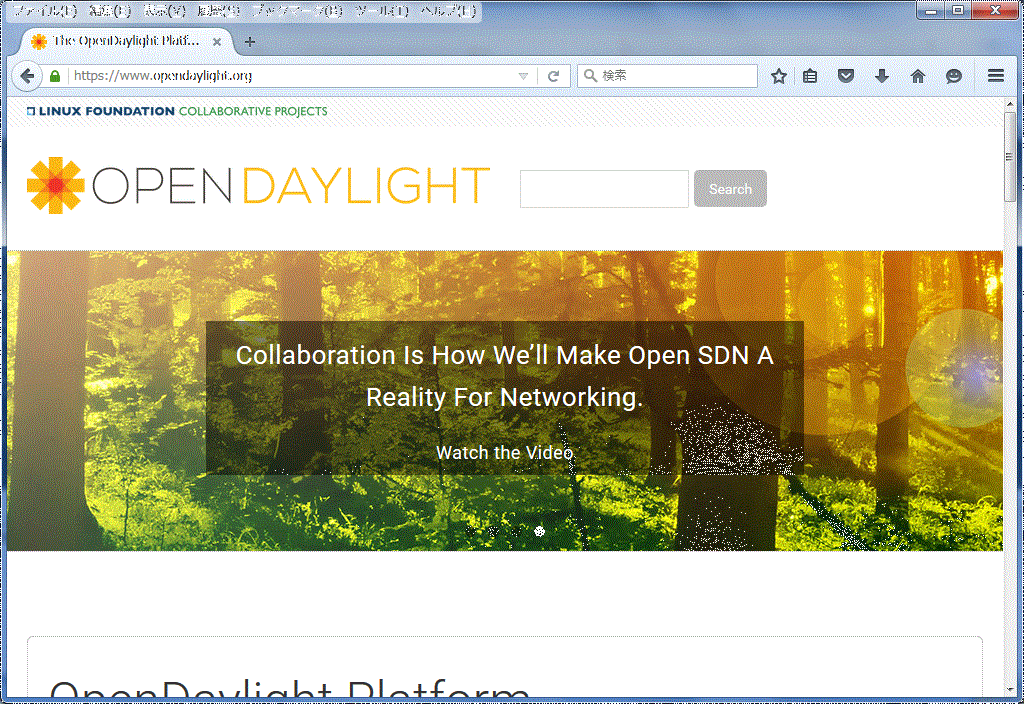 ファイル(F) 編集(E) 表示(V) 履歴(S) ブックマーク(B) ツール(T) ヘルプ(H)
The OpenDaylight Platf...
https://www.opendaylight.org
検索
LINUX FOUNDATION COLLABORATIVE PROJECTS
OPENDAYLIGHT
Search
Collaboration Is How We’ll Make Open SDN A
Reality For Networking.
Watch the Video
OpenDaylight Platform